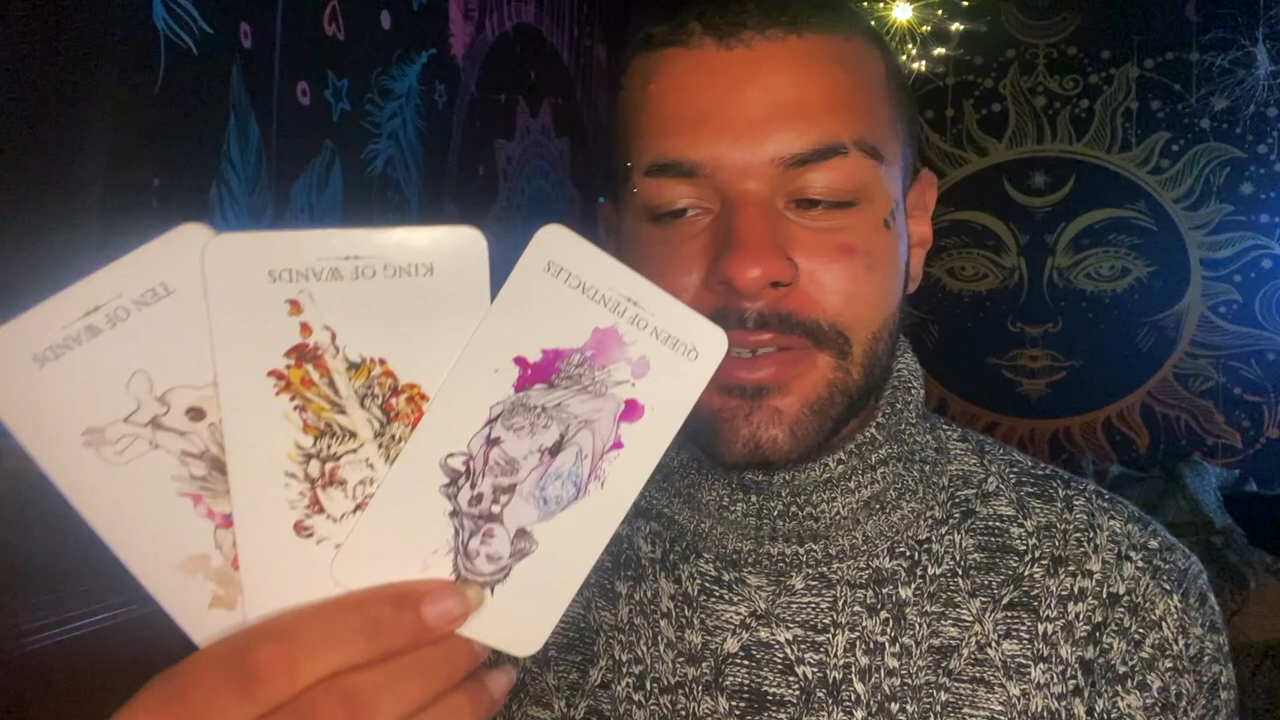 TEN OF WANDS
KING OF WANDS
QUEEN OF PENTACLES